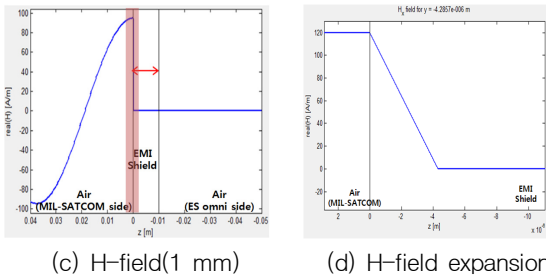 H_x field for y = -4.2857e-006 m
real(H) [A/m]
100
80
60
40
20
0
-20
-40
-60
-80
-100
EMI
Shield
Air
(MIL-SATCOM side)
Air
(ES omni side)
0.04 0.03 0.02 0.01 0 -0.01 -0.02 -0.03 -0.04 -0.05
z [m]
(c) H-field(1 mm)
real(H) [A/m]
120
100
80
60
40
20
0
-20
Air
(MIL-SATCOM)
EMI
Shield
2 0 -2 -4 -6 -8 -10
z [m]
(d) H-field expansion